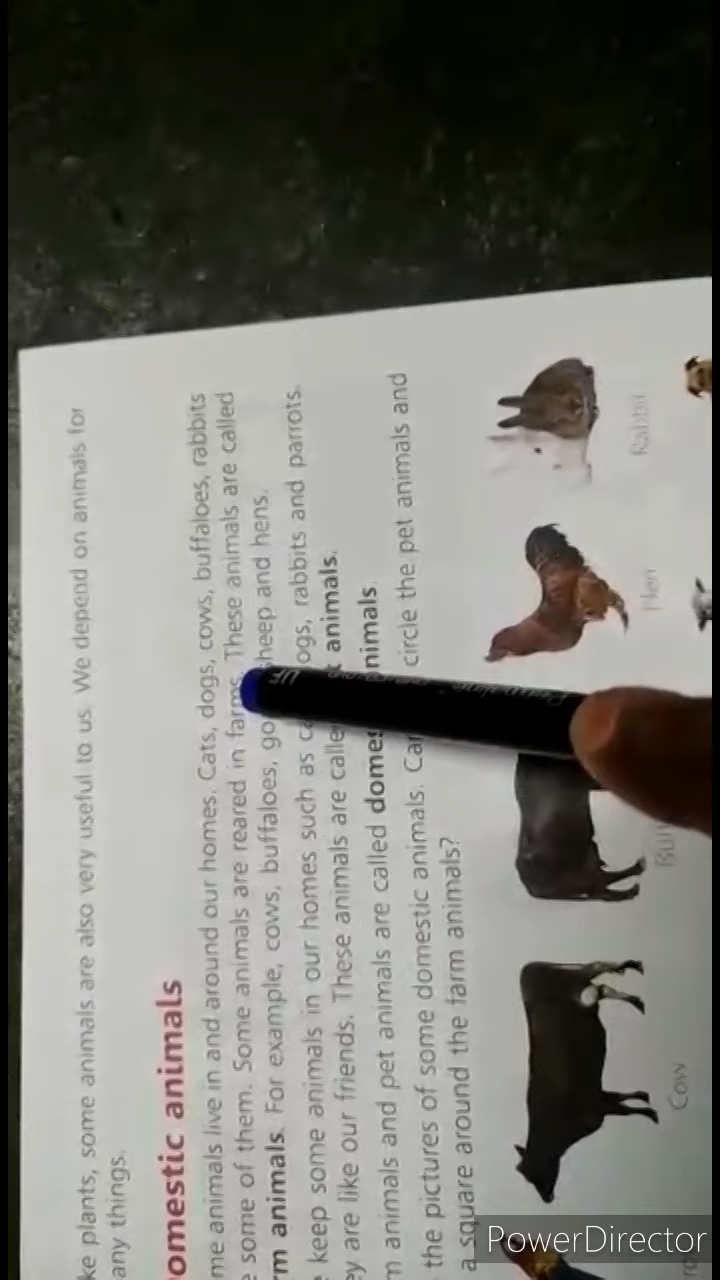 ke plants, some animals are also very useful to us. We depend on animals for
any things.
omestic animals
me animals live in and around our homes. Cats, dogs, cows, buffaloes, rabbits
e some of them. Some animals are reared in farms. These animals are called
rm animals. For example, cows, buffaloes, go heep and hens.
keep some animals in our homes such as ca ogs, rabbits and parrots.
ey are like our friends. These animals are calle t animals.
m animals and pet animals are called domes nimals.
the pictures of some domestic animals. Can circle the pet animals and
a square around the farm animals?
Cow
Buf
Hen
Rabbit
PowerDirector